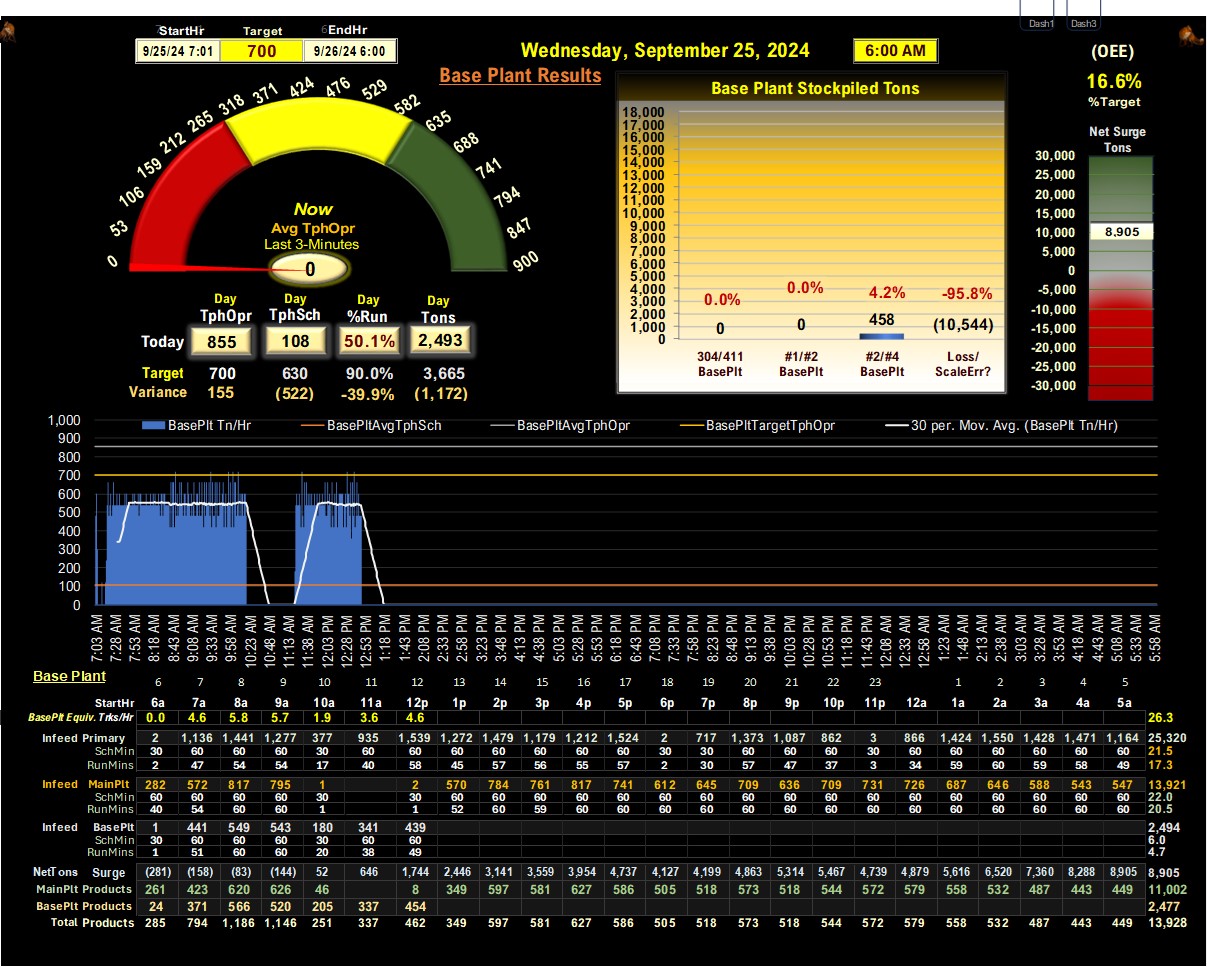 Dash1 Dash3
StartHr Target EndHr
9/25/24 7:01 700 9/26/24 6:00
Wednesday, September 25, 2024 6:00 AM
Base Plant Results
(OEE)
16.6%
%Target
0 53 106 159 212 265 318 371 424 476 529 582 635 688 741 794 847 900
Now
Avg TphOpr
Last 3-Minutes
0
Base Plant Stockpiled Tons
18,000
17,000
16,000
15,000
14,000
13,000
12,000
11,000
10,000
9,000
8,000
7,000
6,000
5,000
4,000
3,000
2,000
1,000
0
0.0% 0.0% 4.2% -95.8%
0 0 458 (10,544)
304/411 #1/#2 #2/#4 Loss/
BasePlt BasePlt BasePlt ScaleErr?
Net Surge
Tons
30,000
25,000
20,000
15,000
10,000
5,000
0
-5,000
-10,000
-15,000
-20,000
-25,000
-30,000
8,905
Day Day Day Day
TphOpr TphSch %Run Tons
Today 855 108 50.1% 2,493
Target 700 630 90.0% 3,665
Variance 155 (522) -39.9% (1,172)
BasePlt Tn/Hr BasePltAvgTphSch BasePltAvgTphOpr BasePltTargetTphOpr 30 per. Mov. Avg. (BasePlt Tn/Hr)
1,000
900
800
700
600
500
400
300
200
100
0
7:03 AM 7:28 AM 7:53 AM 8:18 AM 8:43 AM 9:08 AM 9:33 AM 9:58 AM 10:23 AM 10:48 AM 11:13 AM 11:38 AM 12:03 PM 12:28 PM 12:53 PM 1:18 PM 1:43 PM 2:08 PM 2:33 PM 2:58 PM 3:23 PM 3:48 PM 4:13 PM 4:38 PM 5:03 PM 5:28 PM 5:53 PM 6:18 PM 6:43 PM 7:08 PM 7:33 PM 7:58 PM 8:23 PM 8:48 PM 9:13 PM 9:38 PM 10:03 PM 10:28 PM 10:53 PM 11:18 PM 11:43 PM 12:08 AM 12:33 AM 12:58 AM 1:23 AM 1:48 AM 2:13 AM 2:38 AM 3:03 AM 3:28 AM 3:53 AM 4:18 AM 4:43 AM 5:08 AM 5:33 AM 5:58 AM
Base Plant
6 7 8 9 10 11 12 13 14 15 16 17 18 19 20 21 22 23 1 2 3 4 5
StartHr 6a 7a 8a 9a 10a 11a 12p 1p 2p 3p 4p 5p 6p 7p 8p 9p 10p 11p 12a 1a 2a 3a 4a 5a
BasePlt Equiv. Trks/Hr 0.0 4.6 5.8 5.7 1.9 3.6 4.6 26.3
Infeed Primary 2 1,136 1,441 1,277 377 935 1,539 1,272 1,479 1,179 1,212 1,524 2 717 1,373 1,087 862 3 866 1,424 1,550 1,428 1,471 1,164 25,320
SchMin 30 60 60 60 30 60 60 60 60 60 60 60 30 30 60 60 60 30 60 60 60 60 60 60 21.5
RunMins 2 47 54 54 17 40 58 45 57 56 55 57 2 30 57 47 37 3 34 59 60 59 58 49 17.3
Infeed MainPlt 282 572 817 795 1 2 570 784 761 817 741 612 645 709 636 709 731 726 687 646 588 543 547 13,921
SchMin 60 60 60 60 30 30 60 60 60 60 60 60 60 60 60 60 60 60 60 60 60 60 60 22.0
RunMins 40 54 60 60 1 1 52 60 59 60 60 60 60 60 60 60 60 60 60 60 60 60 60 20.5
Infeed BasePlt 1 441 549 543 180 341 439 2,494
SchMin 30 60 60 60 30 60 60 6.0
RunMins 1 51 60 60 20 38 49 4.7
NetTons Surge (281) (158) (83) (144) 52 646 1,744 2,446 3,141 3,559 3,954 4,737 4,127 4,199 4,863 5,314 5,467 4,739 4,879 5,616 6,520 7,360 8,288 8,905 8,905
MainPlt Products 261 423 620 626 46 8 349 597 581 627 586 505 518 573 518 544 572 579 558 532 487 443 449 11,002
BasePlt Products 24 371 566 520 205 337 454 2,477
Total Products 285 794 1,186 1,146 251 337 462 349 597 581 627 586 505 518 573 518 544 572 579 558 532 487 443 449 13,928